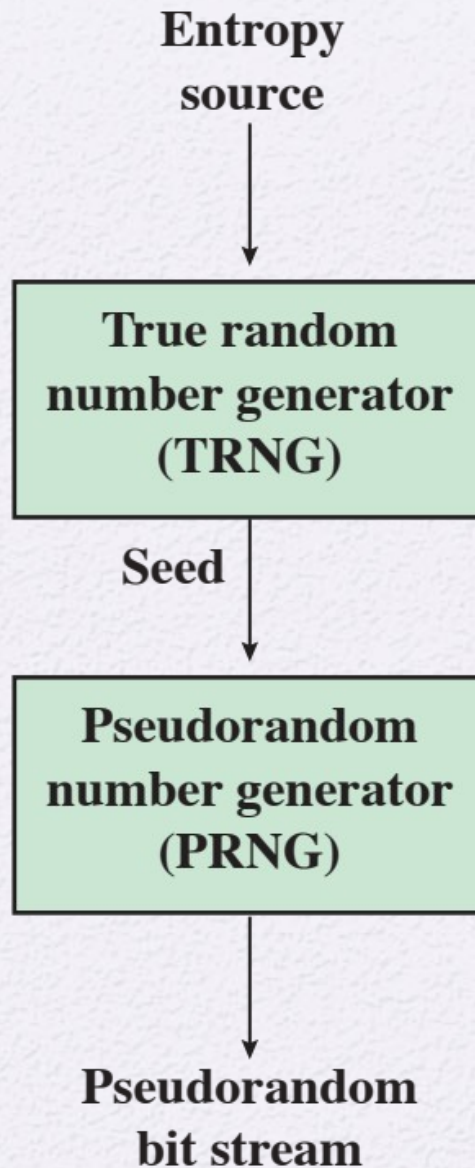 Entropy
source
True random
number generator
(TRNG)
Seed
Pseudorandom
number generator
(PRNG)
Pseudorandom
bit stream